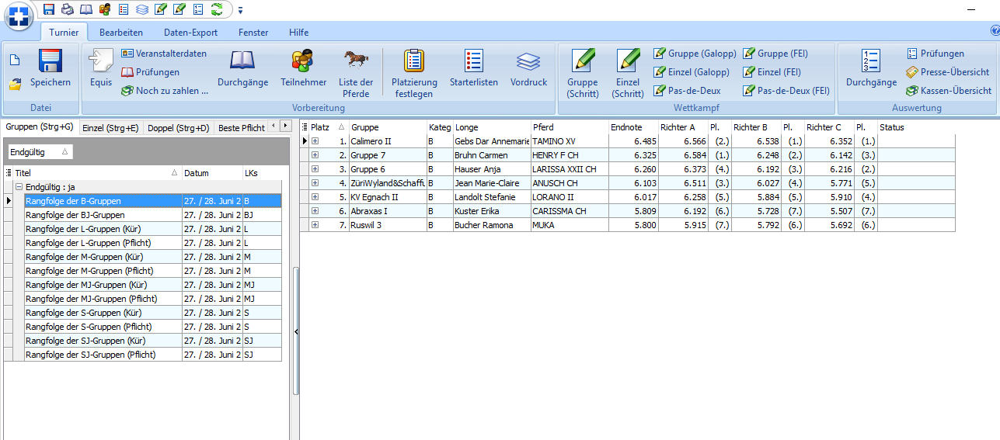 Turnier Bearbeiten Daten-Export Fenster Hilfe
Speichern
Datei
Equis
Veranstalterdaten
Prüfungen
Noch zu zahlen ...
Durchgänge
Teilnehmer
Liste der
Pferde
Platzierung
festlegen
Starterlisten
Vordruck
Vorbereitung
Gruppe
(Schritt)
Einzel
(Schritt)
Gruppe (Galopp)
Einzel (Galopp)
Pas-de-Deux
Gruppe (FEI)
Einzel (FEI)
Pas-de-Deux (FEI)
Wettkampf
1
2
3
Durchgänge
Prüfungen
Presse-Übersicht
Kassen-Übersicht
Auswertung
Gruppen (Strg+G) Einzel (Strg+E) Doppel (Strg+D) Beste Pflicht
Endgültig
Titel Datum LKs
Endgültig : ja
Rangfolge der B-Gruppen 27. / 28. Juni 2 B
Rangfolge der BJ-Gruppen 27. / 28. Juni 2 BJ
Rangfolge der L-Gruppen (Kür) 27. / 28. Juni 2 L
Rangfolge der L-Gruppen (Pflicht) 27. / 28. Juni 2 L
Rangfolge der M-Gruppen (Kür) 27. / 28. Juni 2 M
Rangfolge der M-Gruppen (Pflicht) 27. / 28. Juni 2 M
Rangfolge der MJ-Gruppen (Kür) 27. / 28. Juni 2 MJ
Rangfolge der MJ-Gruppen (Pflicht) 27. / 28. Juni 2 MJ
Rangfolge der S-Gruppen (Kür) 27. / 28. Juni 2 S
Rangfolge der S-Gruppen (Pflicht) 27. / 28. Juni 2 S
Rangfolge der SJ-Gruppen (Kür) 27. / 28. Juni 2 SJ
Rangfolge der SJ-Gruppen (Pflicht) 27. / 28. Juni 2 SJ
Platz Gruppe Kateg Longe Pferd Endnote Richter A Pl. Richter B Pl. Richter C Pl. Status
1. Calimero II B Gebs Dar Annemarie TAMINO XV 6.485 6.566 (2.) 6.538 (1.) 6.352 (1.)
2. Gruppe 7 B Bruhn Carmen HENRY F CH 6.325 6.584 (1.) 6.248 (2.) 6.142 (3.)
3. Gruppe 6 B Hauser Anja LARISSA XXII CH 6.260 6.373 (4.) 6.192 (3.) 6.216 (2.)
4. ZüriWyland&Schaffu B Jean Marie-Claire ANUSCH CH 6.103 6.511 (3.) 6.027 (4.) 5.771 (5.)
5. KV Egnach II B Landolt Stefanie LORANO II 6.017 6.258 (5.) 5.884 (5.) 5.910 (4.)
6. Abraxas I B Kuster Erika CARISSMA CH 5.809 6.192 (6.) 5.728 (7.) 5.507 (7.)
7. Ruswil 3 B Bucher Ramona MUKA 5.800 5.915 (7.) 5.792 (6.) 5.692 (6.)